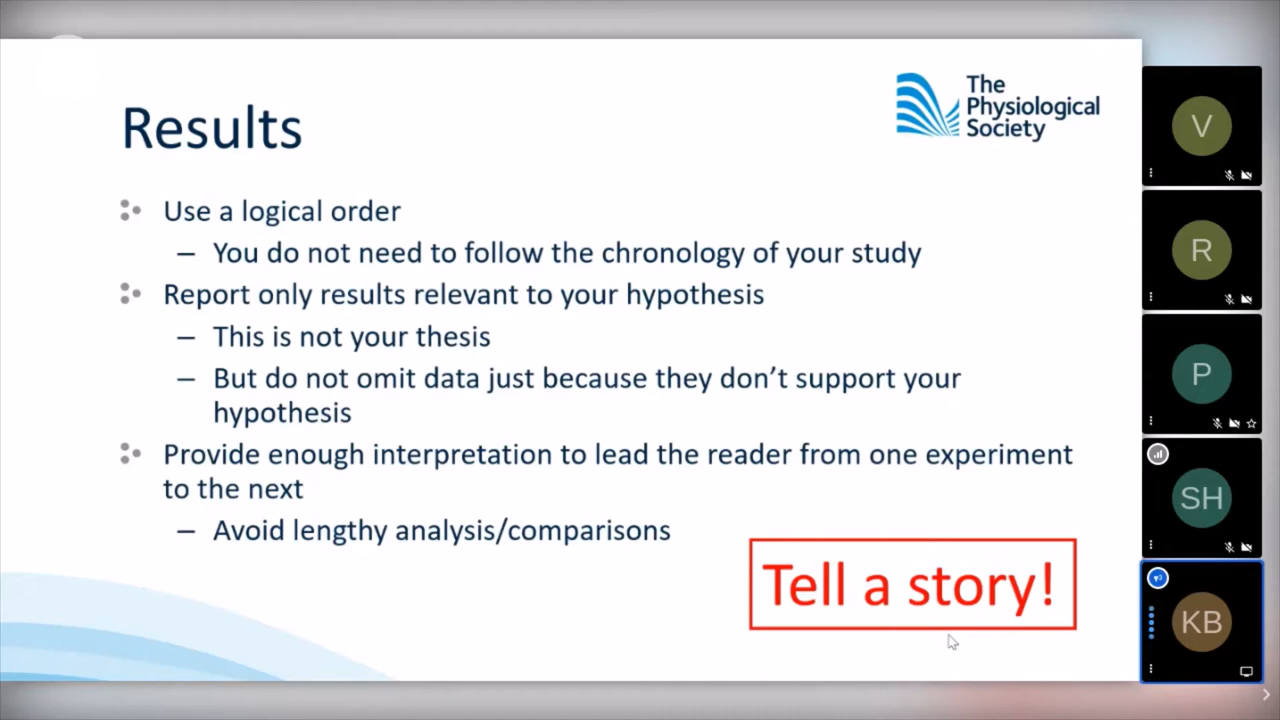 Results
The
Physiological
Society
Use a logical order
– You do not need to follow the chronology of your study
Report only results relevant to your hypothesis
– This is not your thesis
– But do not omit data just because they don’t support your
hypothesis
Provide enough interpretation to lead the reader from one experiment
to the next
– Avoid lengthy analysis/comparisons
Tell a story!
V
R
P
SH
KB